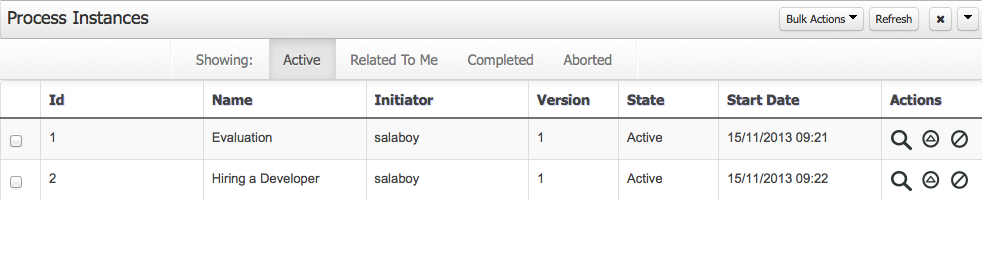 Process Instances Bulk Actions Refresh
Showing: Active Related To Me Completed Aborted
Id Name Initiator Version State Start Date Actions
1 Evaluation salaboy 1 Active 15/11/2013 09:21
2 Hiring a Developer salaboy 1 Active 15/11/2013 09:22